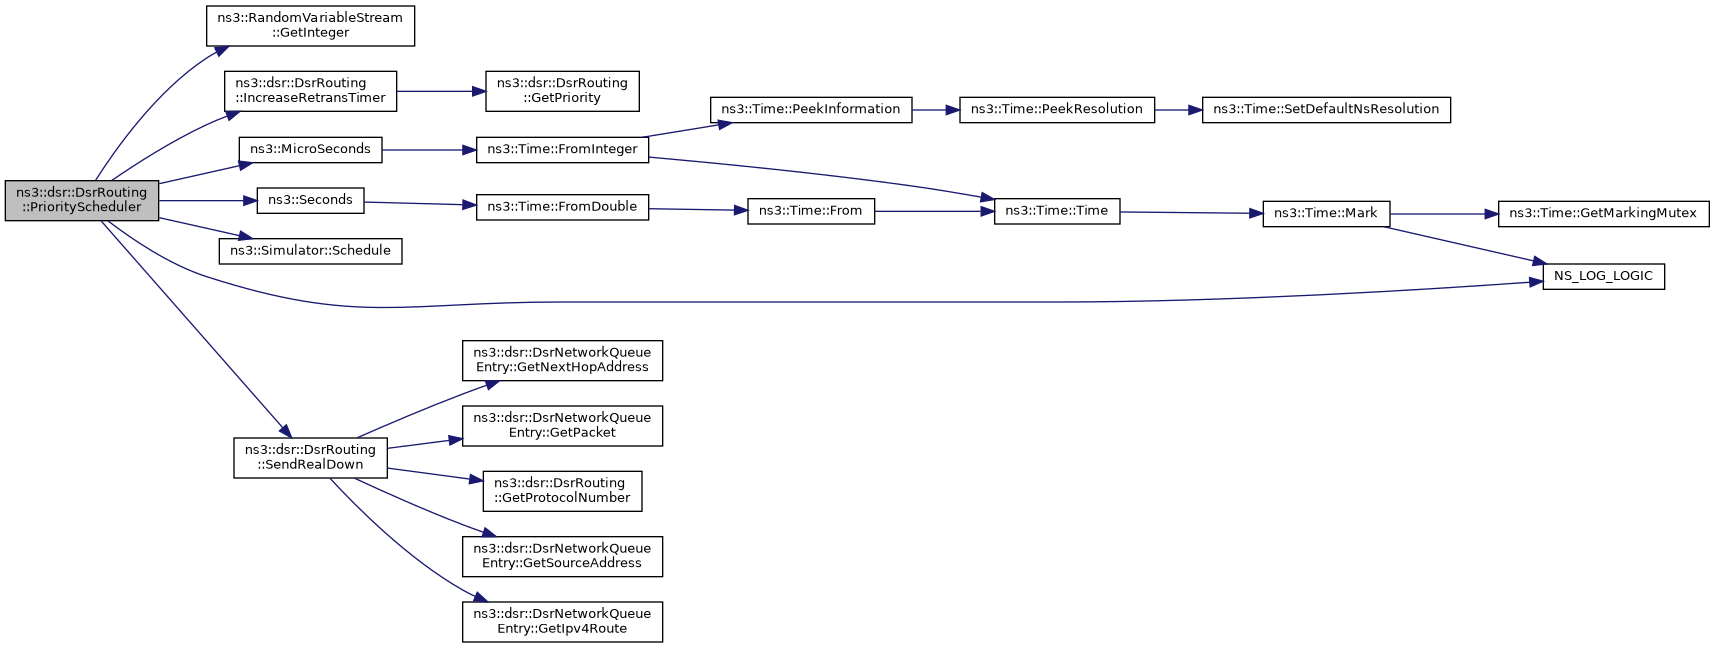 ns3::RandomVariableStream
::GetInteger
ns3::dsr::DsrRouting
::IncreaseRetransTimer
ns3::dsr::DsrRouting
::GetPriority
ns3::Time::PeekInformation
ns3::Time::PeekResolution
ns3::Time::SetDefaultNsResolution
ns3::MicroSeconds
ns3::Time::FromInteger
ns3::dsr::DsrRouting
::PriorityScheduler
ns3::Seconds
ns3::Time::FromDouble
ns3::Time::From
ns3::Time::Time
ns3::Time::Mark
ns3::Time::GetMarkingMutex
ns3::Simulator::Schedule
NS_LOG_LOGIC
ns3::dsr::DsrNetworkQueue
Entry::GetNextHopAddress
ns3::dsr::DsrNetworkQueue
Entry::GetPacket
ns3::dsr::DsrRouting
::SendRealDown
ns3::dsr::DsrRouting
::GetProtocolNumber
ns3::dsr::DsrNetworkQueue
Entry::GetSourceAddress
ns3::dsr::DsrNetworkQueue
Entry::GetIpv4Route